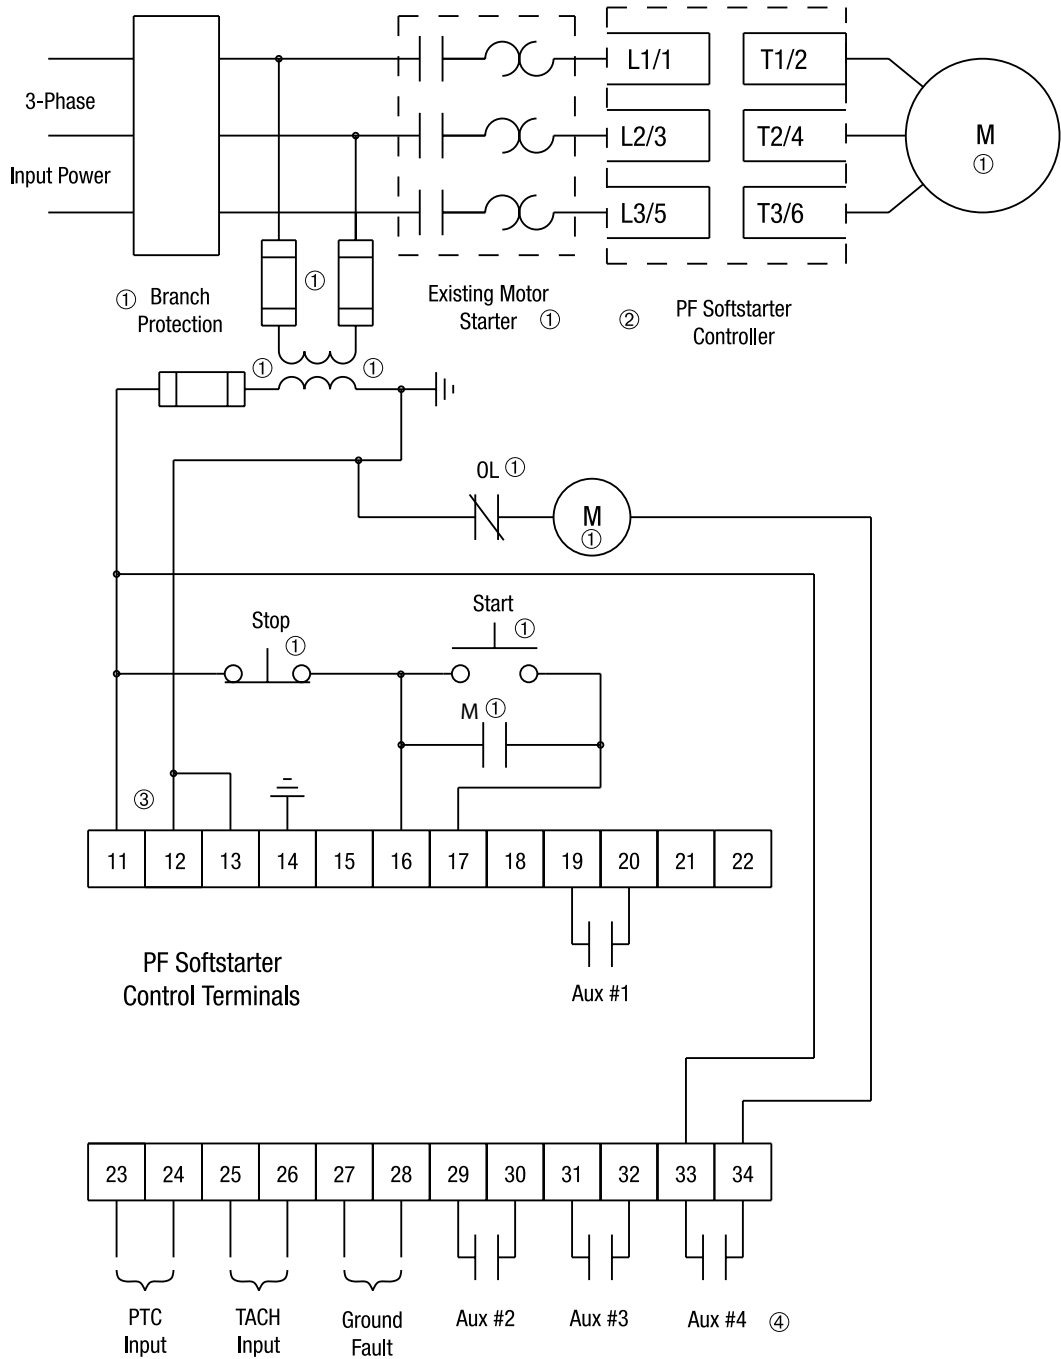 3-Phase
Input Power
L1/1
T1/2
L2/3
T2/4
L3/5
T3/6
M
①
① Branch
Protection
①
Existing Motor
Starter ①
② PF Softstarter
Controller
①
①
OL ①
M
①
Stop
①
Start
①
M ①
③
11 12 13 14 15 16 17 18 19 20 21 22
PF Softstarter
Control Terminals
Aux #1
23 24 25 26 27 28 29 30 31 32 33 34
PTC
Input
TACH
Input
Ground
Fault
Aux #2
Aux #3
Aux #4 ④